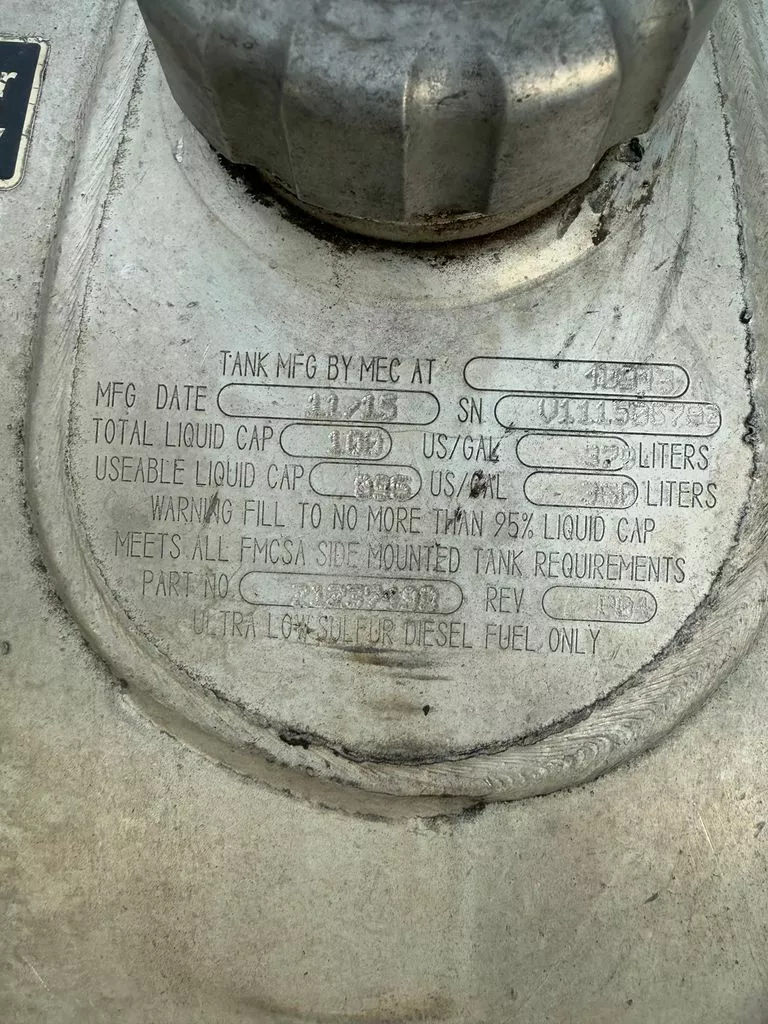 TANK MFG BY MEC AT
MFG DATE 11/15 SN
TOTAL LIQUID CAP 100 US/GAL LITERS
USEABLE LIQUID CAP US/GAL LITERS
WARNING FILL TO NO MORE THAN 95% LIQUID CAP
MEETS ALL FMCSA SIDE MOUNTED TANK REQUIREMENTS
PART NO REV
ULTRA LOW SULFUR DIESEL FUEL ONLY